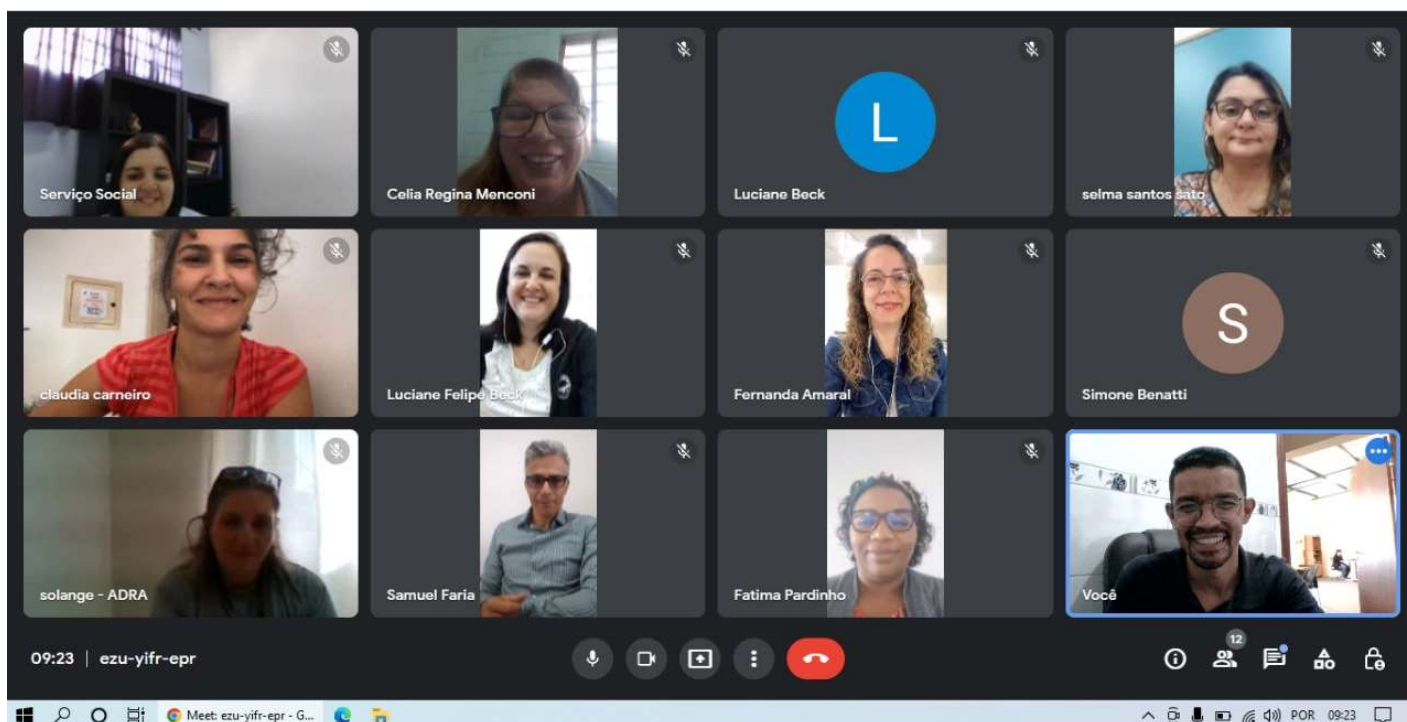 Serviço Social
Celia Regina Menconi
L
Luciane Beck
selma santos sato
claudia carneiro
Luciane Felipe Beck
Fernanda Amaral
S
Simone Benatti
solange - ADRA
Samuel Faria
Fatima Pardinho
Você
09:23 | ezu-yifr-epr
12
Meet: ezu-yifr-epr - G...
POR 09:23